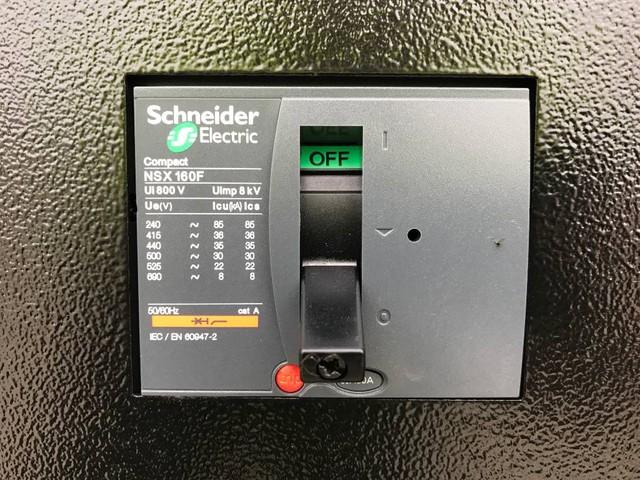 Schneider
Electric
Compact
NSX 160F
Ui 800 V Uimp 8 kV
Ue(V) Icu(kA) Ics
240 ~ 85 85
415 ~ 36 36
440 ~ 35 35
500 ~ 30 30
525 ~ 22 22
690 ~ 8 8
50/60Hz cat A
IEC / EN 60947-2
OFF
I
O